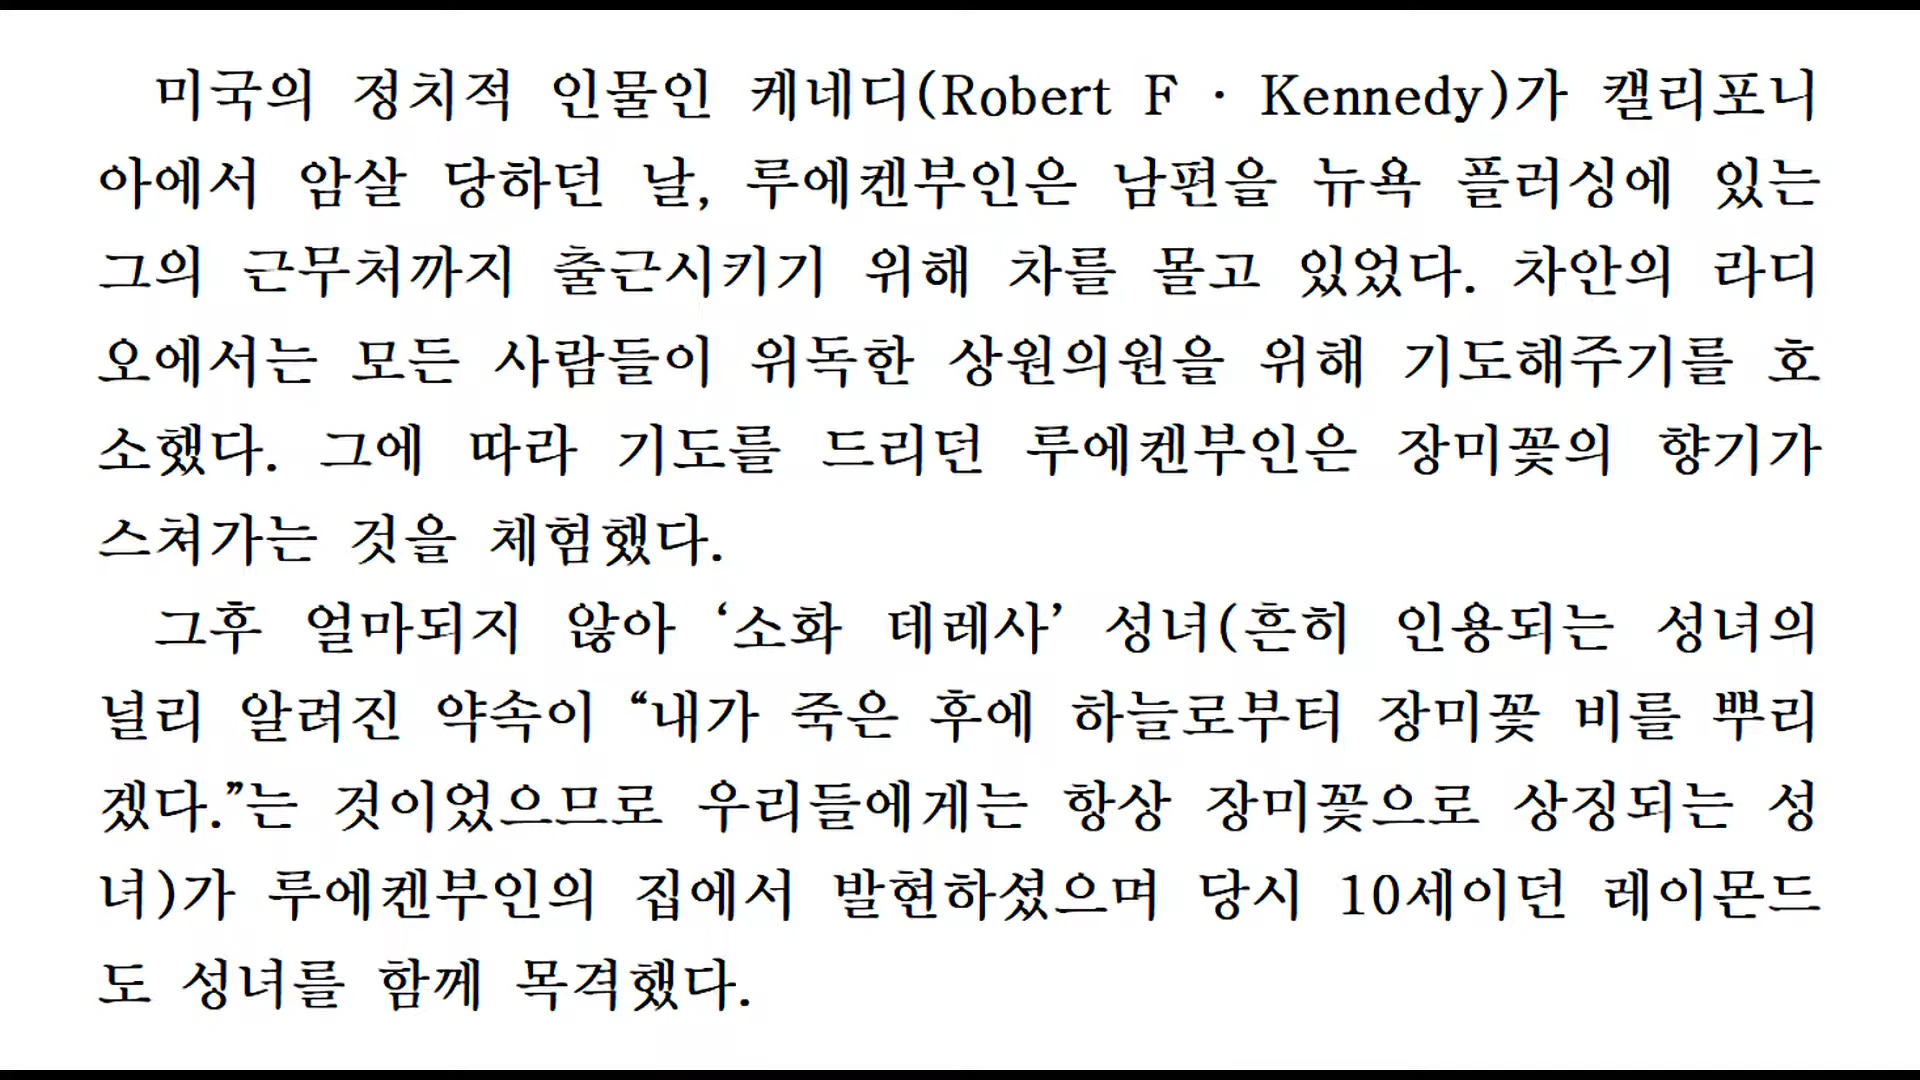 미국의 정치적 인물인 케네디(Robert F · Kennedy)가 캘리포니
아에서 암살 당하던 날, 루에켄부인은 남편을 뉴욕 플러싱에 있는
그의 근무처까지 출근시키기 위해 차를 몰고 있었다. 차안의 라디
오에서는 모든 사람들이 위독한 상원의원을 위해 기도해주기를 호
소했다. 그에 따라 기도를 드리던 루에켄부인은 장미꽃의 향기가
스쳐가는 것을 체험했다.
그후 얼마되지 않아 ‘소화 데레사’ 성녀(흔히 인용되는 성녀의
널리 알려진 약속이 “내가 죽은 후에 하늘로부터 장미꽃 비를 뿌리
겠다.”는 것이었으므로 우리들에게는 항상 장미꽃으로 상징되는 성
녀)가 루에켄부인의 집에서 발현하셨으며 당시 10세이던 레이몬드
도 성녀를 함께 목격했다.